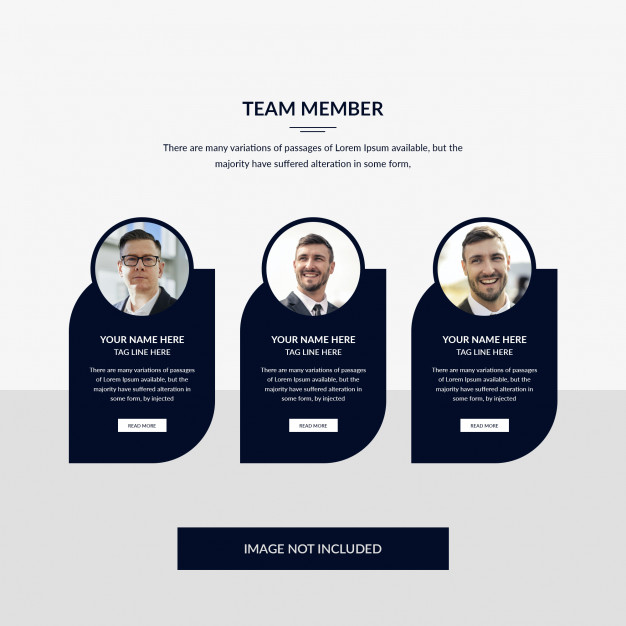 TEAM MEMBER
There are many variations of passages of Lorem Ipsum available, but the
majority have suffered alteration in some form,
YOUR NAME HERE
TAG LINE HERE
There are many variations of passages
of Lorem Ipsum available, but the
majority have suffered alteration in
some form, by injected
READ MORE
YOUR NAME HERE
TAG LINE HERE
There are many variations of passages
of Lorem Ipsum available, but the
majority have suffered alteration in
some form, by injected
READ MORE
YOUR NAME HERE
TAG LINE HERE
There are many variations of passages
of Lorem Ipsum available, but the
majority have suffered alteration in
some form, by injected
READ MORE
IMAGE NOT INCLUDED